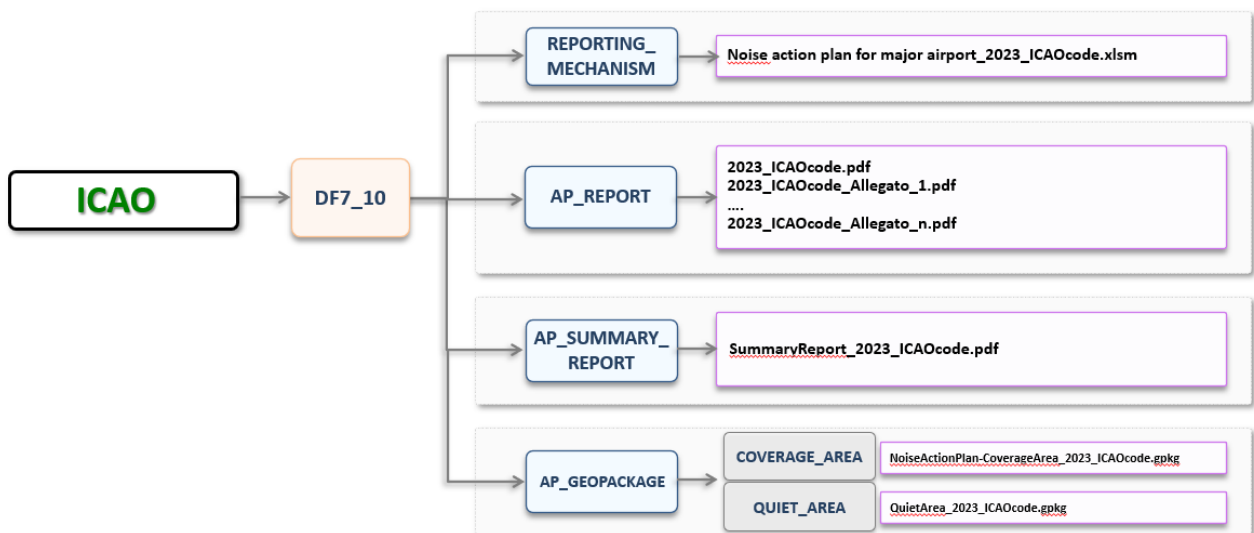 ICAO
DF7_10
REPORTING_
MECHANISM
Noise action plan for major airport_2023_ICAOcode.xlsm
AP_REPORT
2023_ICAOcode.pdf
2023_ICAOcode_Allegato_1.pdf
....
2023_ICAOcode_Allegato_n.pdf
AP_SUMMARY_
REPORT
SummaryReport_2023_ICAOcode.pdf
AP_GEOPACKAGE
COVERAGE_AREA
NoiseActionPlan-CoverageArea_2023_ICAOcode.gpkg
QUIET_AREA
QuietArea_2023_ICAOcode.gpkg